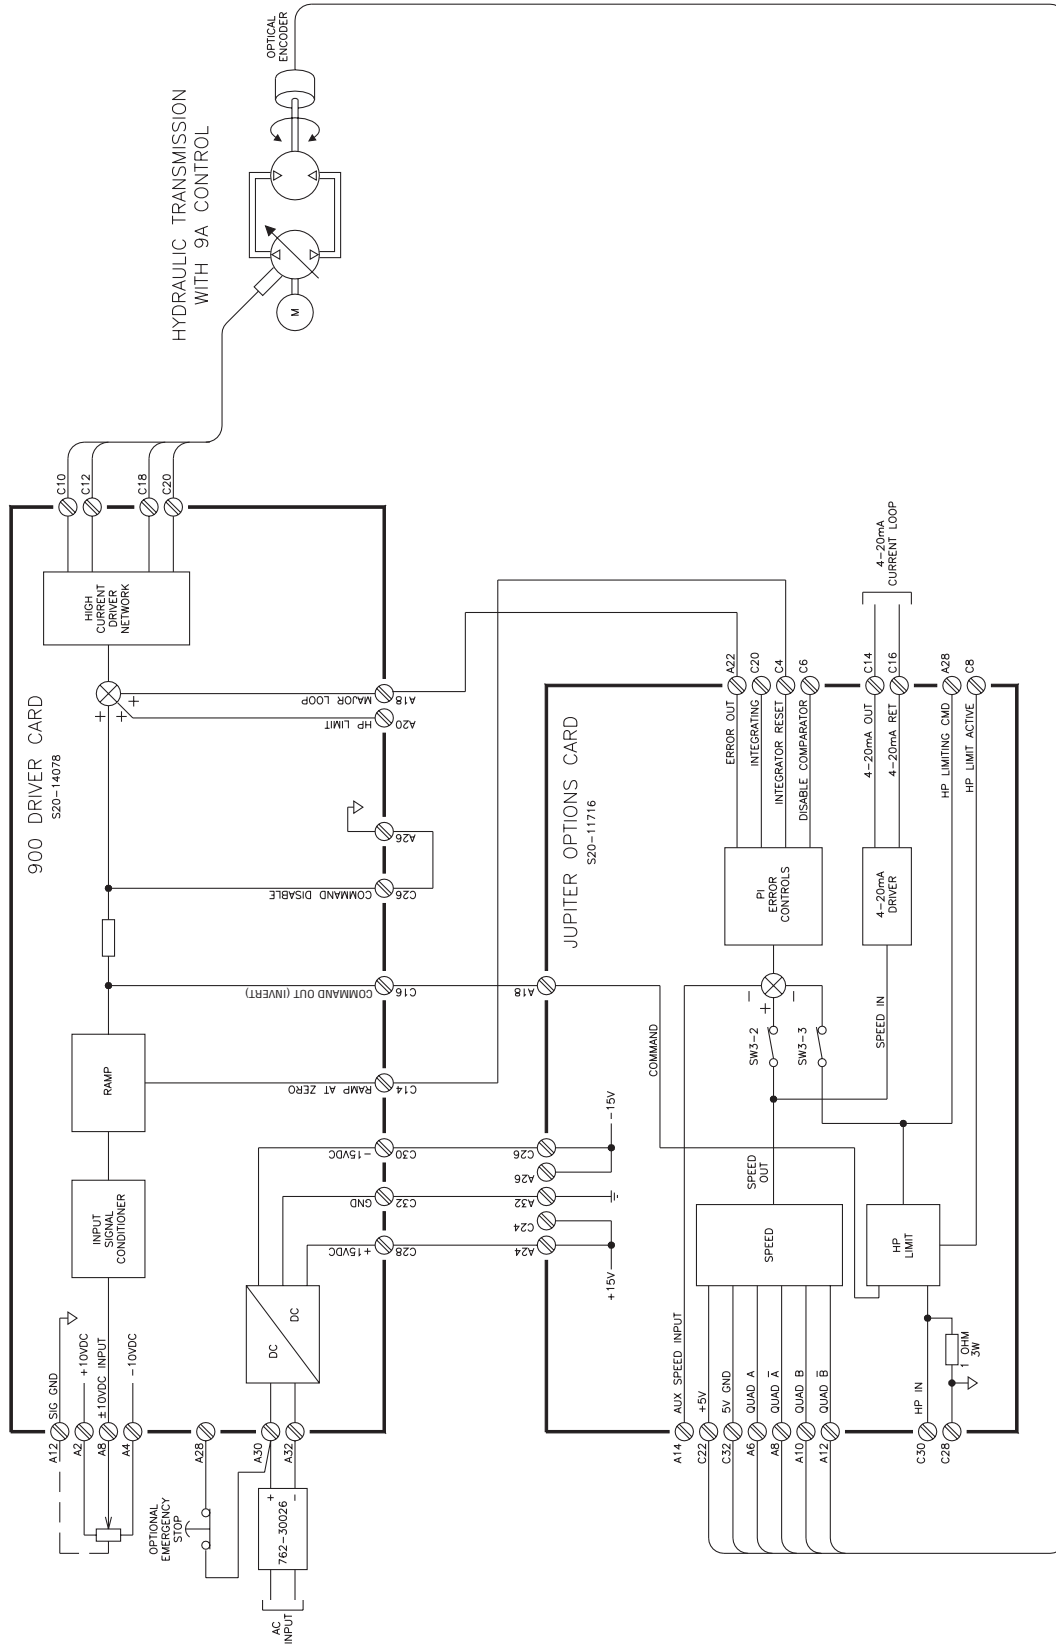 HYDRAULIC TRANSMISSION
WITH 9A CONTROL
OPTICAL
ENCODER
M
900 DRIVER CARD
S20-14078
A12
SIG GND
A2
+10VDC
A8
±10VDC INPUT
A4
-10VDC
INPUT
SIGNAL
CONDITIONER
RAMP
+
+
+
HIGH
CURRENT
DRIVER
NETWORK
C10
C12
C18
C20
OPTIONAL
EMERGENCY
STOP
A28
A30
A32
AC
INPUT
762-30026
+
-
DC
DC
C28
+15VDC
C32
GND
C30
-15VDC
C14
RAMP AT ZERO
C16
COMMAND OUT (INVERT)
C26
COMMAND DISABLE
A26
A20
HP LIMIT
A18
MAJOR LOOP
JUPITER OPTIONS CARD
S20-11716
A24
C24
A32
A26
C26
A18
+15V
-15V
COMMAND
A14
AUX SPEED INPUT
C22
+5V
C32
5V GND
A6
QUAD A
A8
QUAD A̅
A10
QUAD B
A12
QUAD B̅
C30
HP IN
C28
1 OHM
3W
SPEED
SPEED
OUT
HP
LIMIT
SW3-2
SW3-3
SPEED IN
-
+
-
PI
ERROR
CONTROLS
4-20mA
DRIVER
ERROR OUT
A22
INTEGRATING
C20
INTEGRATOR RESET
C4
DISABLE COMPARATOR
C6
4-20mA OUT
C14
4-20mA RET
C16
HP LIMITING CMD
A28
HP LIMIT ACTIVE
C8
4-20mA
CURRENT LOOP